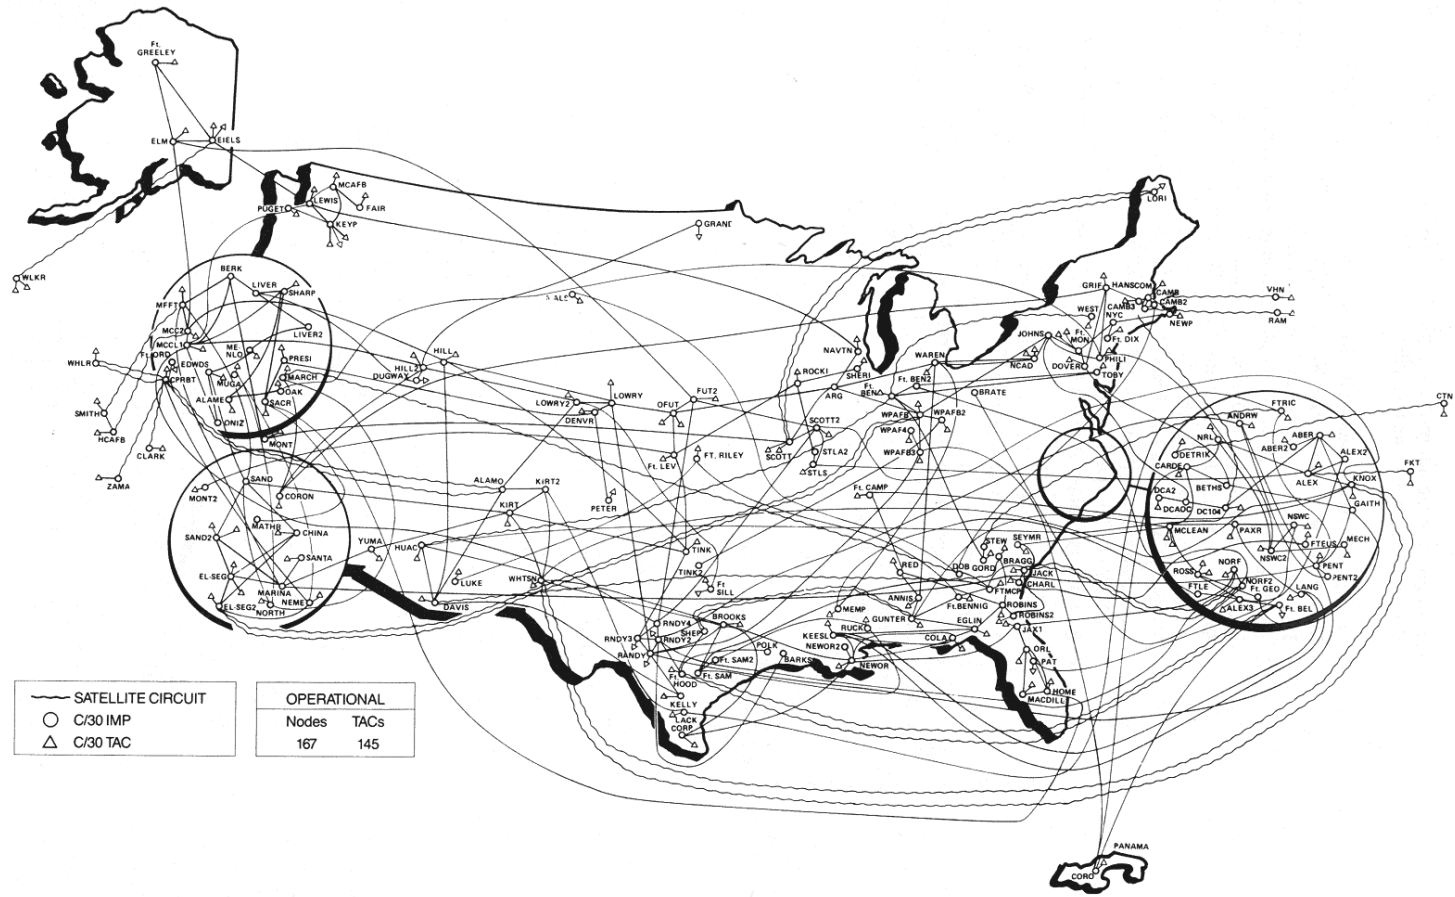 Ft.
GREELEY
ELM
EIELS
MCAFB
LEWIS
FAIR
PUGET
KEYP
WLKR
LORI
BERK
LIVER
SHARP
MFFT
MCC2
LIVER2
MCCL1
ME
NLO
Ft. ORD
EDWDS
PRESI
MUGA
MARCH
CPRBT
OAK
ALAME
SACR
ONIZ
MONT
WHLR
SMITH
HCAFB
CLARK
ZAMA
HILL
HILL2
DUGWAY
LOWRY
LOWRY2
DENVR
FUT2
OFUT
Ft. LEV
FT. RILEY
PETER
ALAMO
KIRT2
KIRT
NAVTN
SHERI
ROCKI
ARG
SCOTT2
SCOTT
STLA2
STLS
WAREN
Ft. BEN2
Ft.
BEN
BRATE
WPAFB
WPAFB2
WPAF4
WPAFB3
Ft. CAMP
GRIF
HANSCOM
CAMB
CAMB2
CAMB3
NEWP
VHN
RAM
WEST
NYC
JOHNS
Ft.
MON
Ft. DIX
PHILI
NCAD
DOVER
TOBY
FTRIC
ANDRW
NRL
ABER
ABER2
DETRIK
ALEX2
CARDE
ALEX
KNOX
BETHS
DCA2
DCAOC
DC104
GAITH
MCLEAN
PAXR
NSWC
FTEUS
MECH
NSWC2
PENT
PENT2
ROSS
NORF
NORF2
LANG
FTLE
Ft. GEO
ALEX3
Ft. BEL
CTN
FKT
SAND
CORON
MONT2
MATHR
CHINA
SAND2
SANTA
EL-SEG
MARINA
NEME
EL-SEG2
NORTH
YUMA
HUAC
LUKE
DAVIS
WHTSN
TINK
TINK2
Ft
SILL
RNDY4
RNDY3
RNDY2
RANDY
SHEP
BROOKS
POLK
BARKS
Ft. SAM2
Ft. SAM
Ft.
HOOD
KELLY
LACK
CORP
RED
ANNIS
MEMP
GUNTER
RUCK
KEESL
NEWOR2
NEWOR
COLA
EGLIN
Ft.BENNIG
DOB
GORD
STEW
SEYMR
BRAGG
JACK
CHARL
FTMCP
ROBINS
ROBINS2
JAX1
ORL
PAT
HOME
MACDILL
SATELLITE CIRCUIT
C/30 IMP
C/30 TAC
OPERATIONAL
Nodes TACs
167 145
PANAMA
CORO